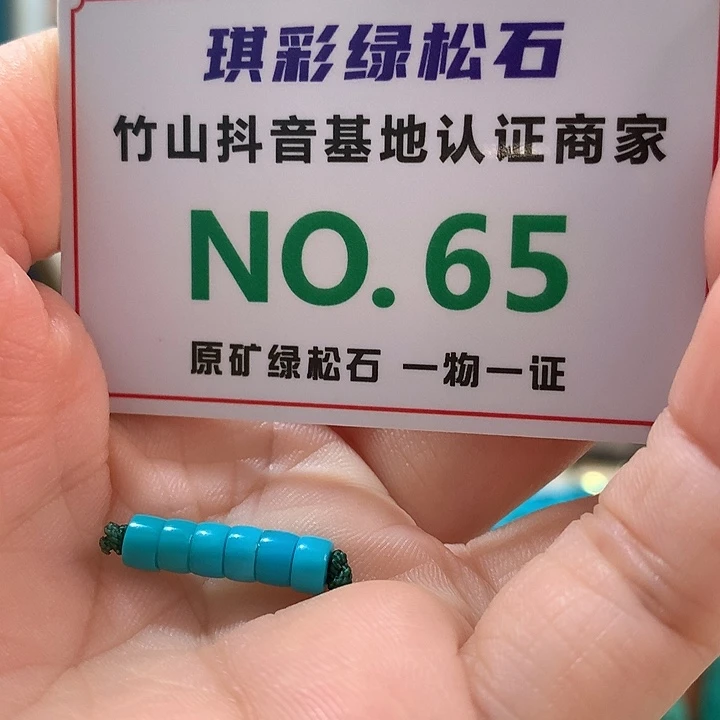 琪彩绿松石
竹山抖音基地认证商家
NO. 65
原矿绿松石 一物一证